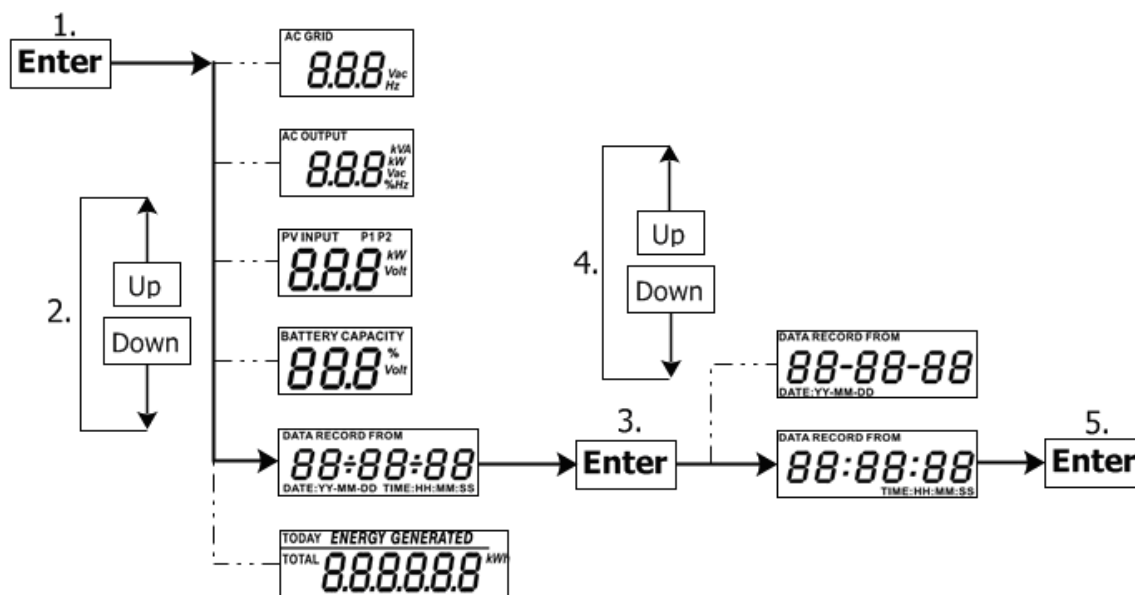 1.
Enter
AC GRID
8.8.8 Vac
Hz
AC OUTPUT
8.8.8 kVA
kW
Vac
%Hz
2.
Up
Down
PV INPUT P1 P2
8.8.8 kW
Volt
BATTERY CAPACITY
88.8 %
Volt
DATA RECORD FROM
88÷88÷88
DATE:YY-MM-DD TIME:HH:MM:SS
TODAY ENERGY GENERATED
TOTAL 8.8.8.8.8.8 kWh
3.
Enter
4.
Up
Down
DATA RECORD FROM
88-88-88
DATE:YY-MM-DD
DATA RECORD FROM
88:88:88
TIME:HH:MM:SS
5.
Enter